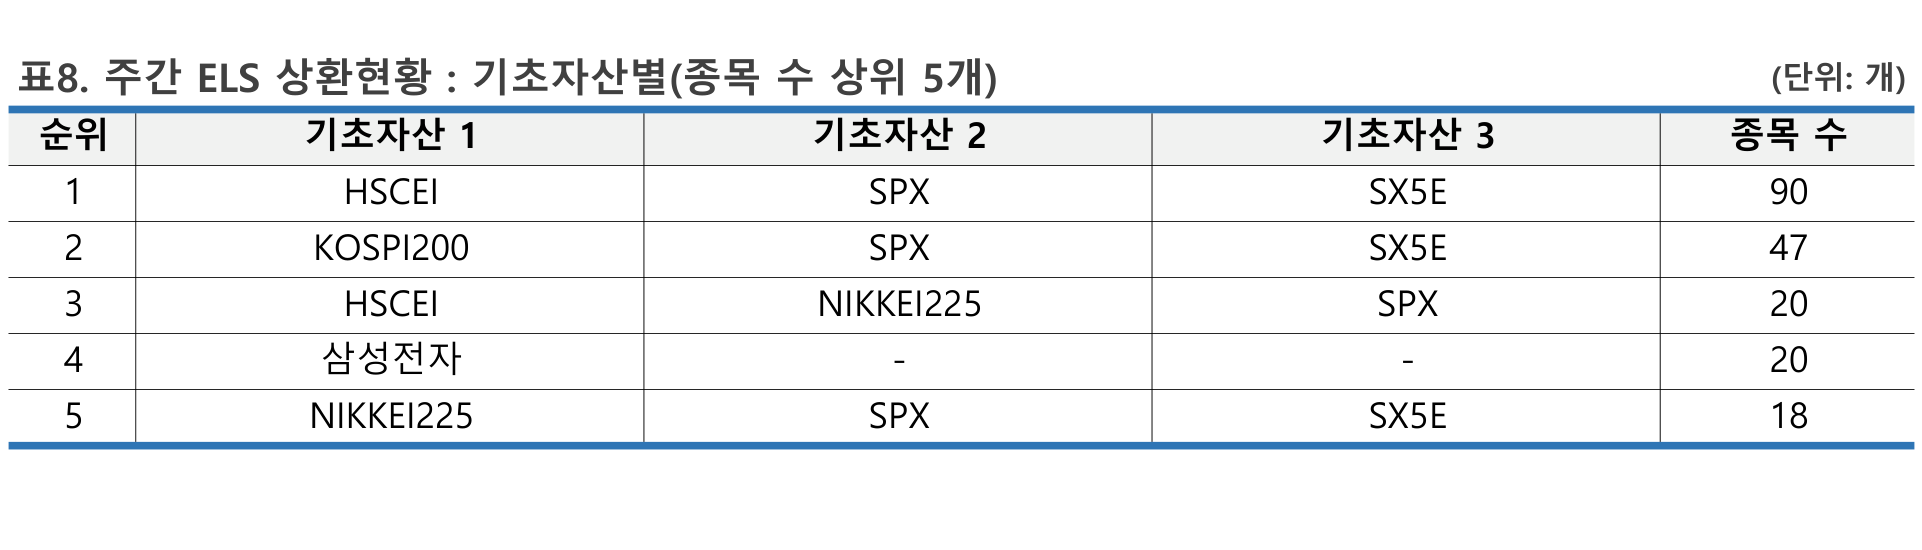 표8. 주간 ELS 상환현황 : 기초자산별(종목 수 상위 5개) (단위: 개)
순위 기초자산 1 기초자산 2 기초자산 3 종목 수
1 HSCEI SPX SX5E 90
2 KOSPI200 SPX SX5E 47
3 HSCEI NIKKEI225 SPX 20
4 삼성전자 - - 20
5 NIKKEI225 SPX SX5E 18